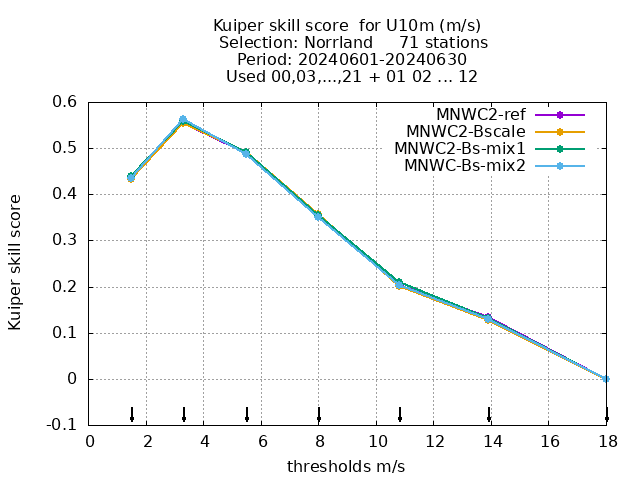 Kuiper skill score  for U10m (m/s)
Selection: Norrland     71 stations
Period: 20240601-20240630
Used 00,03,...,21 + 01 02 ... 12
MNWC2-ref
MNWC2-Bscale
MNWC2-Bs-mix1
MNWC-Bs-mix2
Kuiper skill score
0.6
0.5
0.4
0.3
0.2
0.1
0
-0.1
0 2 4 6 8 10 12 14 16 18
thresholds m/s